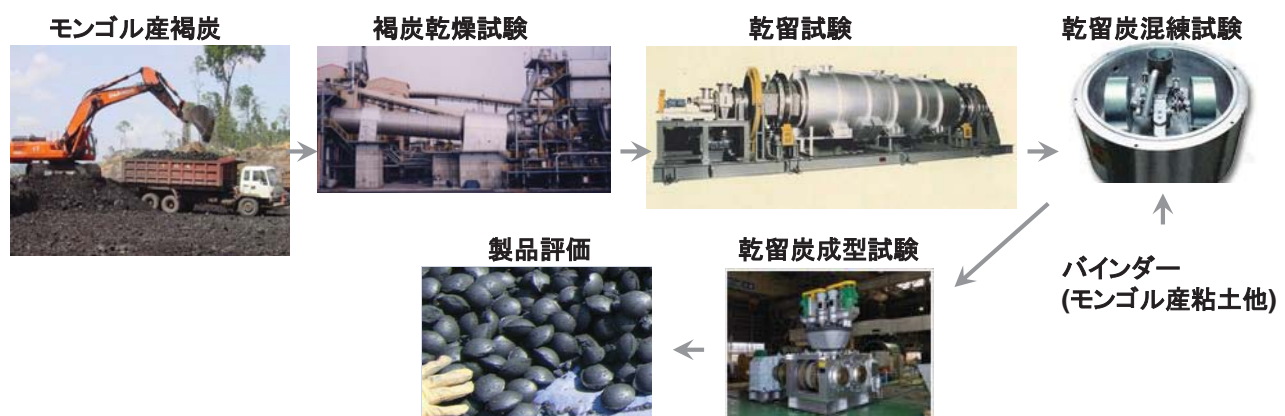 モンゴル産褐炭
褐炭乾燥試験
乾留試験
乾留炭混練試験
製品評価
乾留炭成型試験
バインダー
(モンゴル産粘土他)